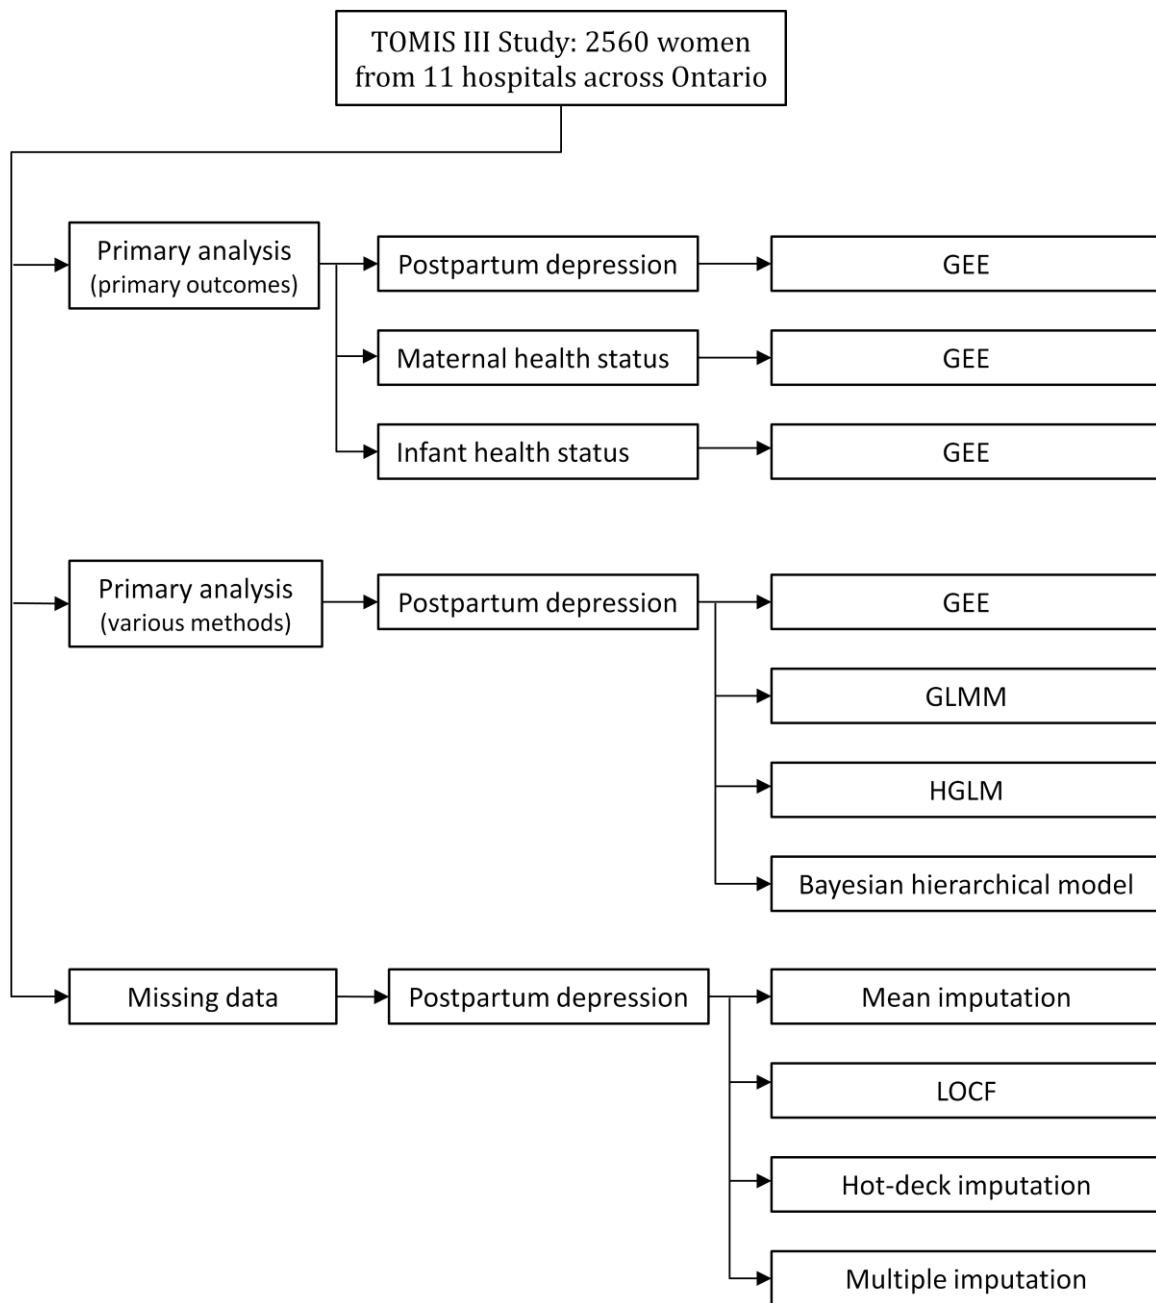 TOMIS III Study: 2560 women
from 11 hospitals across Ontario
Primary analysis
(primary outcomes)
Postpartum depression
GEE
Maternal health status
GEE
Infant health status
GEE
Primary analysis
(various methods)
Postpartum depression
GEE
GLMM
HGLM
Bayesian hierarchical model
Missing data
Postpartum depression
Mean imputation
LOCF
Hot-deck imputation
Multiple imputation